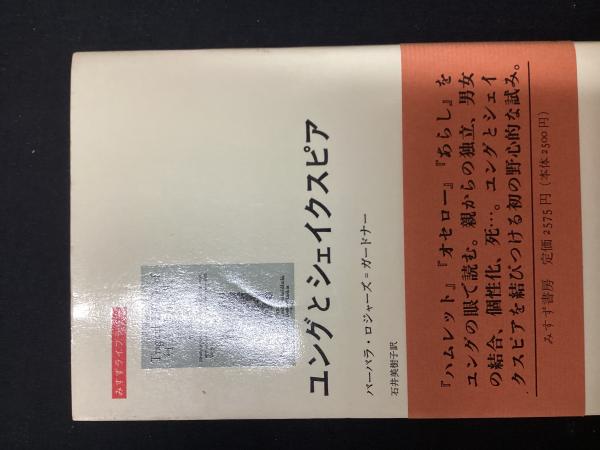 みすずライブラリー
ユングとシェイクスピア
バーバラ・ロジャーズ=ガードナー
石井美樹子訳
『ハムレット』『オセロー』『あらし』を
ユングの眼で読む。親からの独立、男女
の結合、個性化、死…。ユングとシェイ
クスピアを結びつける初の野心的な試み。
みすず書房 定価2575円（本体2500円）